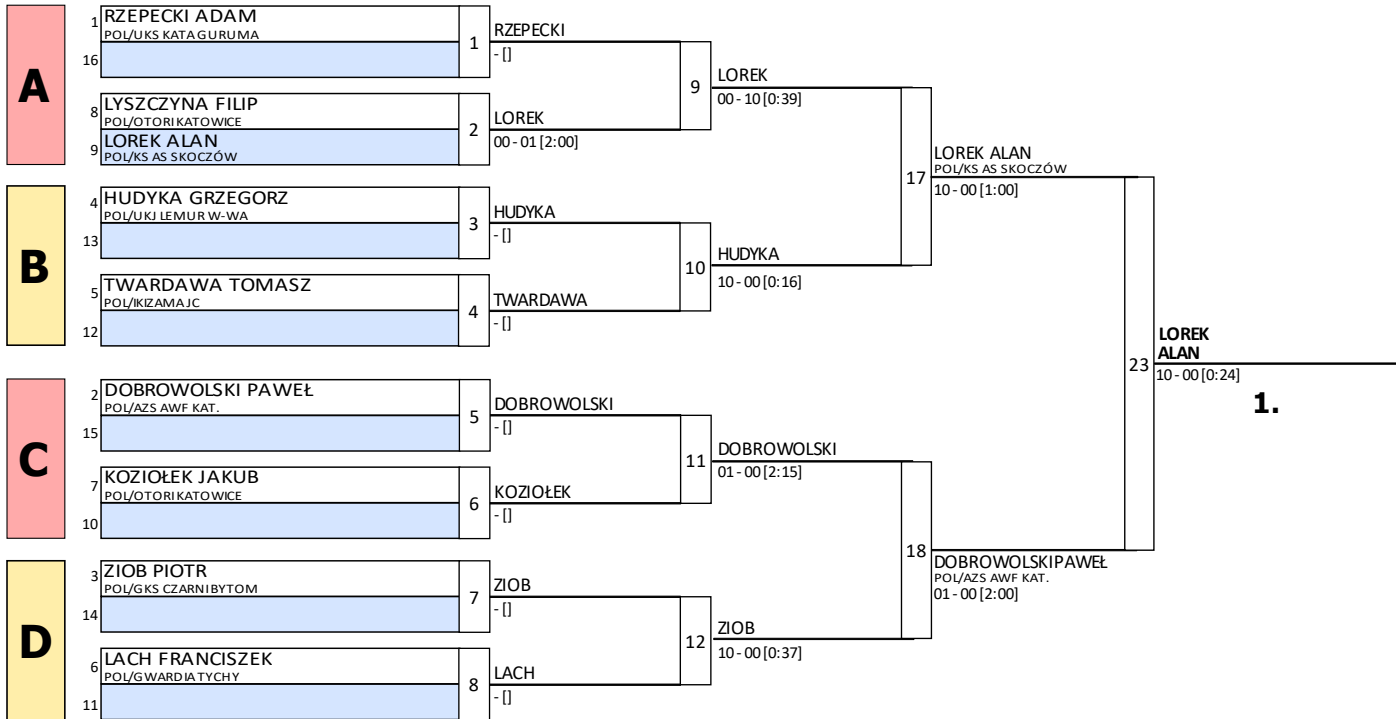 A
1 RZEPECKI ADAM
POL/UKS KATA GURUMA
16
1
RZEPECKI
- []
8 LYSZCZYNA FILIP
POL/OTORI KATOWICE
9 LOREK ALAN
POL/KS AS SKOCZÓW
2
LOREK
00 - 01 [2:00]
9
LOREK
00 - 10 [0:39]
B
4 HUDYKA GRZEGORZ
POL/UKJ LEMUR W-WA
13
3
HUDYKA
- []
5 TWARDAWA TOMASZ
POL/IKIZAMA JC
12
4
TWARDAWA
- []
10
HUDYKA
10 - 00 [0:16]
17
LOREK ALAN
POL/KS AS SKOCZÓW
10 - 00 [1:00]
C
2 DOBROWOLSKI PAWEŁ
POL/AZS AWF KAT.
15
5
DOBROWOLSKI
- []
7 KOZIOŁEK JAKUB
POL/OTORI KATOWICE
10
6
KOZIOŁEK
- []
11
DOBROWOLSKI
01 - 00 [2:15]
D
3 ZIOB PIOTR
POL/GKS CZARNI BYTOM
14
7
ZIOB
- []
6 LACH FRANCISZEK
POL/GWARDIA TYCHY
11
8
LACH
- []
12
ZIOB
10 - 00 [0:37]
18
DOBROWOLSKI PAWEŁ
POL/AZS AWF KAT.
01 - 00 [2:00]
23
LOREK
ALAN
10 - 00 [0:24]
1.